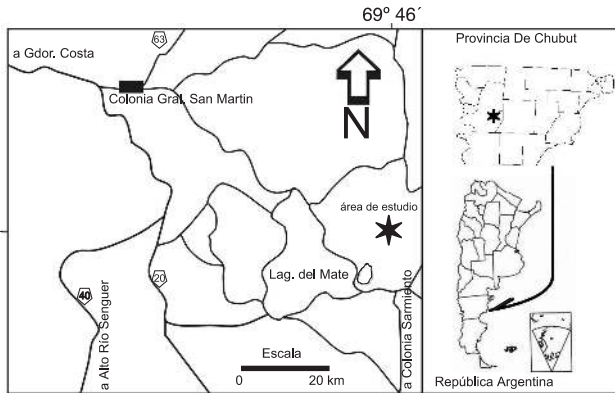 69º 46´
63
a Gdor. Costa
Colonia Gral. San Martin
N
área de estudio
Lag. del Mate
40
20
a Alto Río Senguer
a Colonia Sarmiento
Escala
0 20 km
Provincia De Chubut
República Argentina